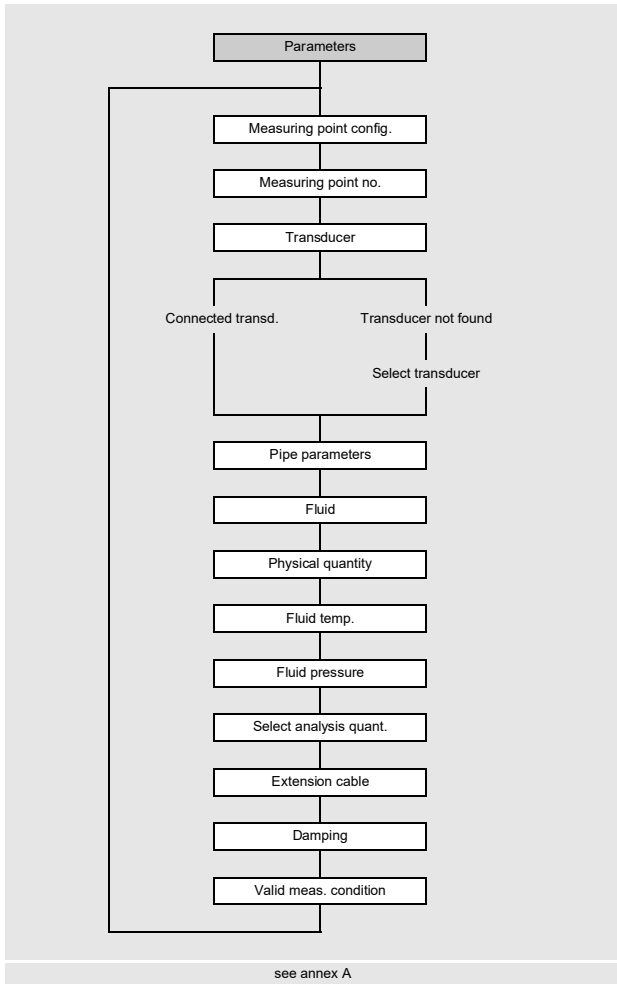 Parameters
Measuring point config.
Measuring point no.
Transducer
Connected transd.
Transducer not found
Select transducer
Pipe parameters
Fluid
Physical quantity
Fluid temp.
Fluid pressure
Select analysis quant.
Extension cable
Damping
Valid meas. condition
see annex A